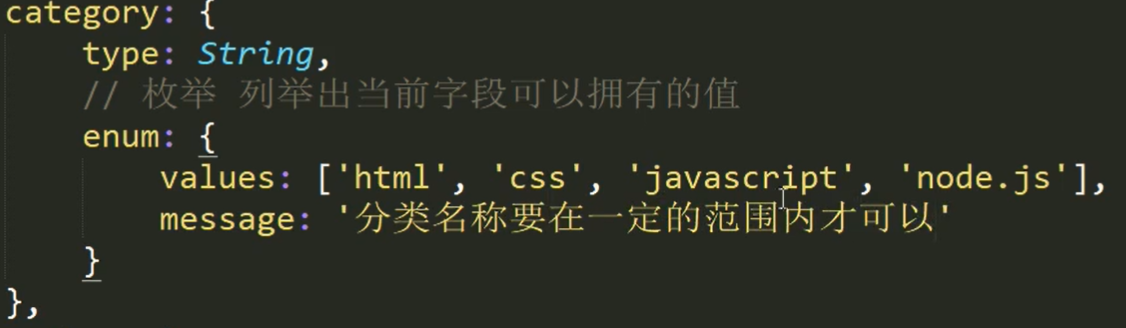 category: {
    type: String,
    // 枚举 列举出当前字段可以拥有的值
    enum: {
        values: ['html', 'css', 'javascript', 'node.js'],
        message: '分类名称要在一定的范围内才可以'
    }
},